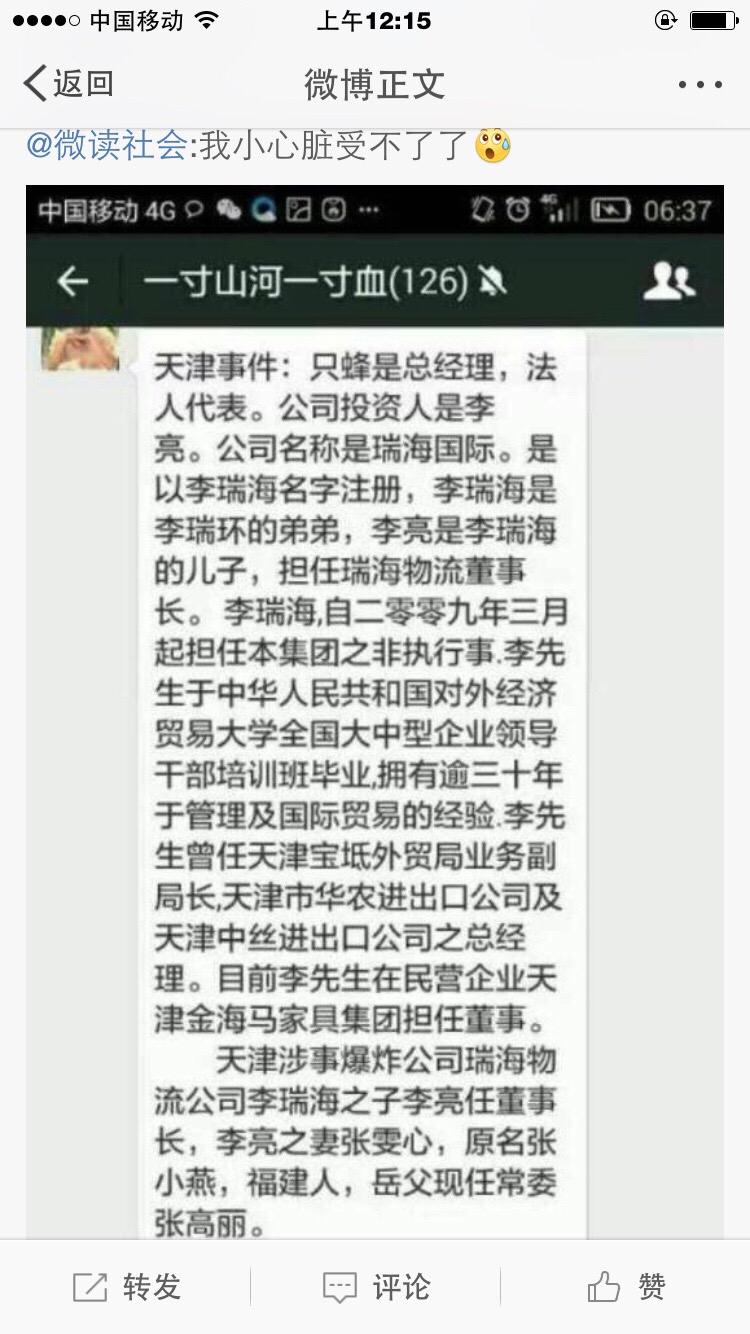 中国移动 上午12:15
返回 微博正文
@微读社会:我小心脏受不了了
中国移动 4G 4G 06:37
一寸山河一寸血(126)
天津事件：只蜂是总经理，法
人代表。公司投资人是李
亮。公司名称是瑞海国际。是
以李瑞海名字注册，李瑞海是
李瑞环的弟弟，李亮是李瑞海
的儿子，担任瑞海物流董事
长。 李瑞海,自二零零九年三月
起担任本集团之非执行事.李先
生于中华人民共和国对外经济
贸易大学全国大中型企业领导
干部培训班毕业,拥有逾三十年
于管理及国际贸易的经验.李先
生曾任天津宝坻外贸局业务副
局长,天津市华农进出口公司及
天津中丝进出口公司之总经
理。目前李先生在民营企业天
津金海马家具集团担任董事。
天津涉事爆炸公司瑞海物
流公司李瑞海之子李亮任董事
长，李亮之妻张雯心，原名张
小燕，福建人，岳父现任常委
张高丽。
转发 评论 赞